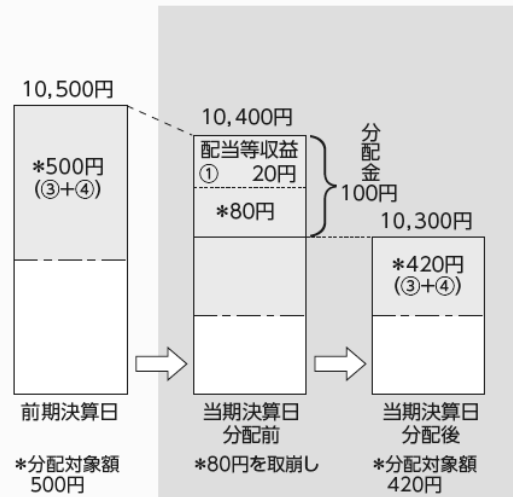 10,500円
*500円
(③+④)
前期決算日
*分配対象額
500円
10,400円
配当等収益
① 20円
*80円
分配金
100円
当期決算日
分配前
*80円を取崩し
10,300円
*420円
(③+④)
当期決算日
分配後
*分配対象額
420円